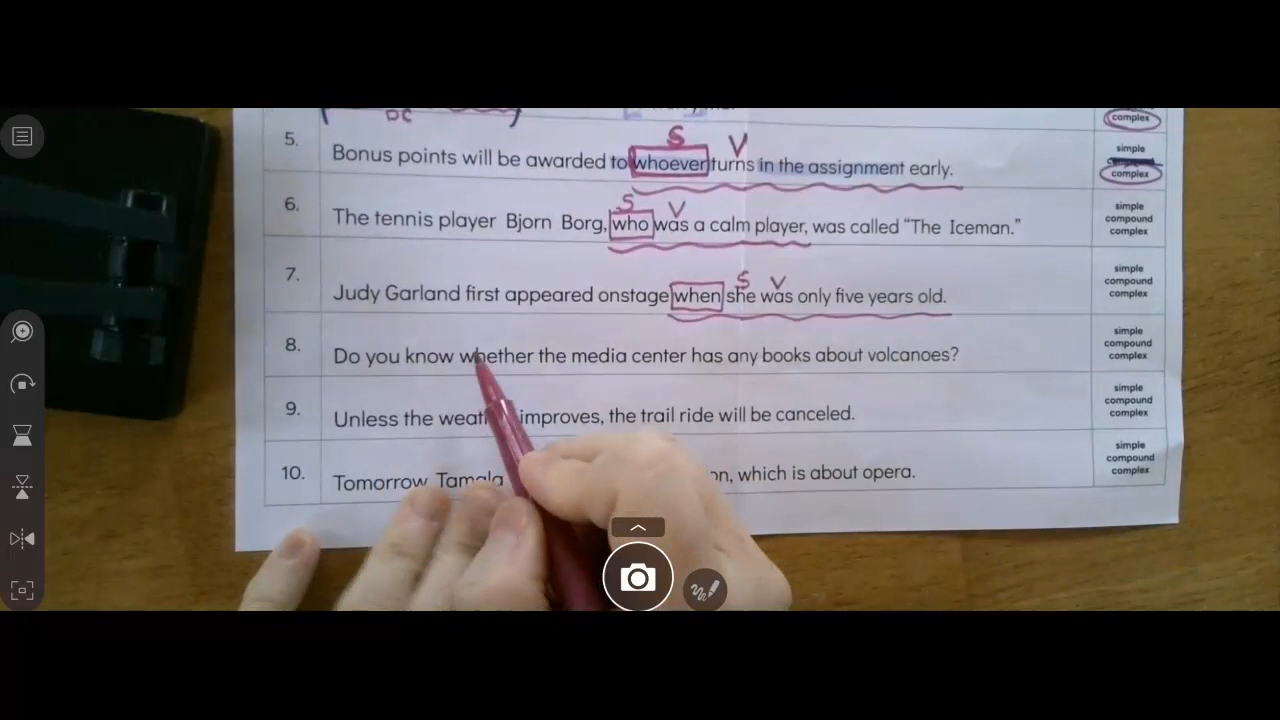 DC
complex
5.
S V
Bonus points will be awarded to whoever turns in the assignment early.
simple
complex
6.
S V
The tennis player Bjorn Borg, who was a calm player, was called “The Iceman.”
simple
compound
complex
7.
S V
Judy Garland first appeared onstage when she was only five years old.
simple
compound
complex
8.
Do you know whether the media center has any books about volcanoes?
simple
compound
complex
9.
Unless the improves, the trail ride will be canceled.
simple
compound
complex
10.
Tomorrow Tamala which is about opera.
simple
compound
complex